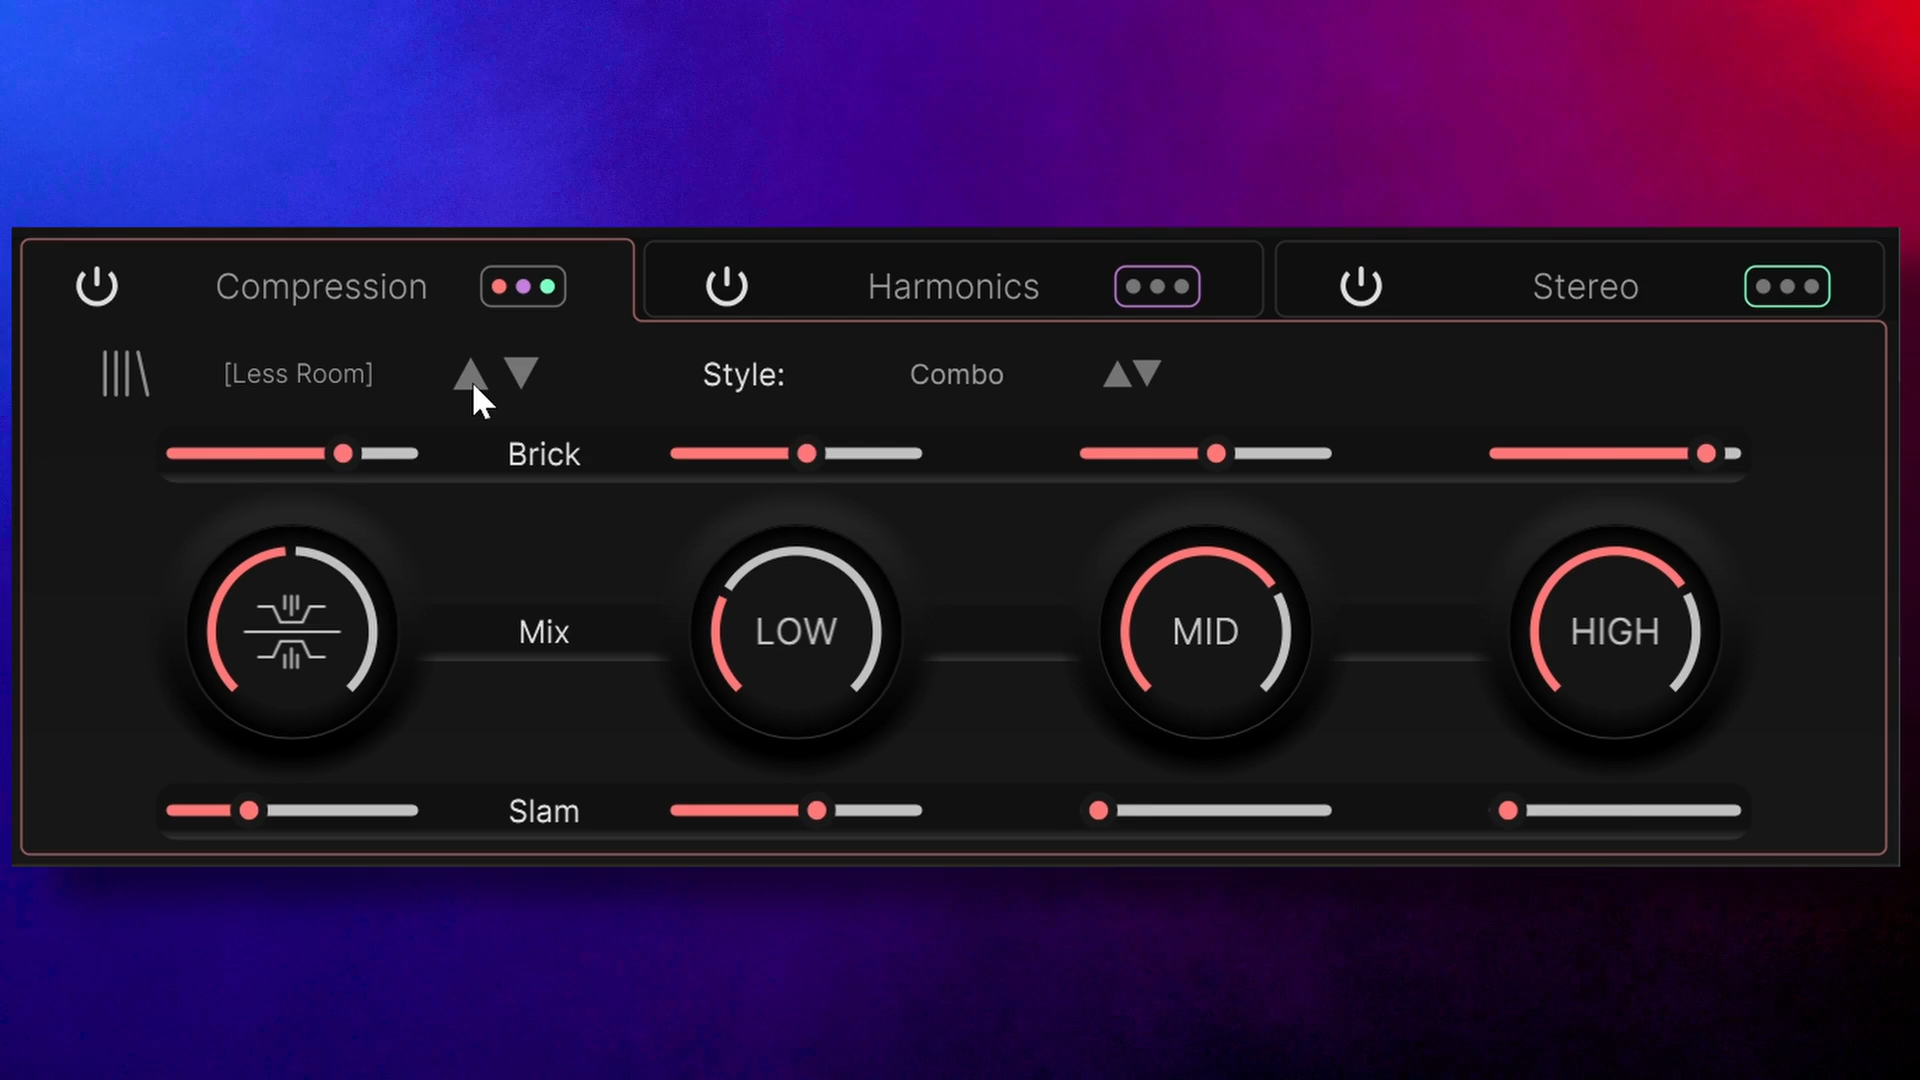 Compression
Harmonics
Stereo
[Less Room]
Style:
Combo
Brick
Mix
LOW
MID
HIGH
Slam